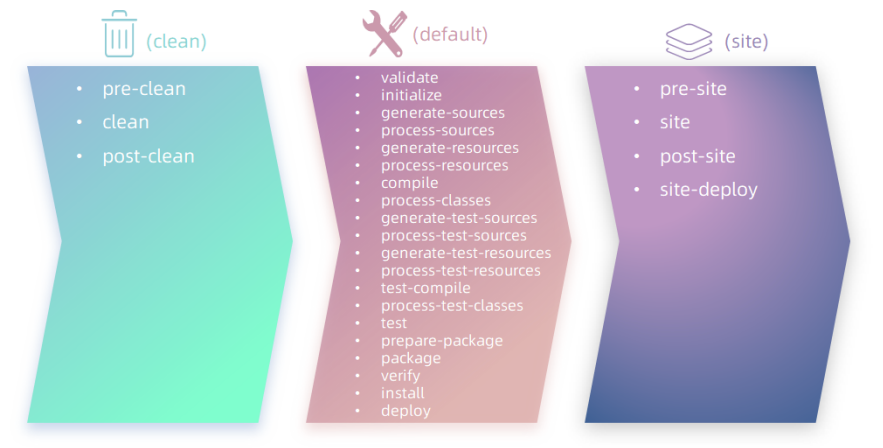 (clean)
• pre-clean
• clean
• post-clean
(default)
• validate
• initialize
• generate-sources
• process-sources
• generate-resources
• process-resources
• compile
• process-classes
• generate-test-sources
• process-test-sources
• generate-test-resources
• process-test-resources
• test-compile
• process-test-classes
• test
• prepare-package
• package
• verify
• install
• deploy
(site)
• pre-site
• site
• post-site
• site-deploy